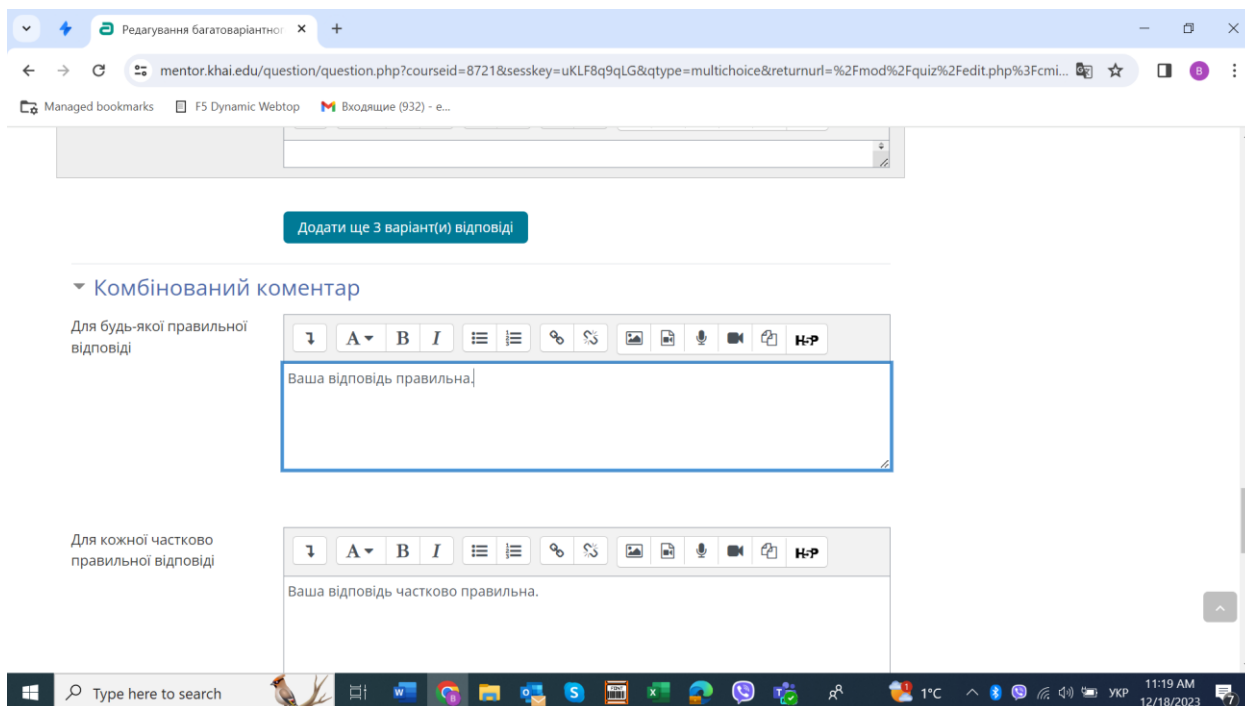 Редагування багатоваріантног
mentor.khai.edu/question/question.php?courseid=8721&sesskey=uKLF8q9qLG&qtype=multichoice&returnurl=%2Fmod%2Fquiz%2Fedit.php%3Fcmi...
B
Managed bookmarks F5 Dynamic Webtop Входящие (932) - e...
Додати ще 3 варіант(и) відповіді
Комбінований коментар
Для будь-якої правильної
відповіді
A B I H-P
Ваша відповідь правильна.
Для кожної частково
правильної відповіді
A B I H-P
Ваша відповідь частково правильна.
Type here to search
1°C
УКР
11:19 AM
12/18/2023
7